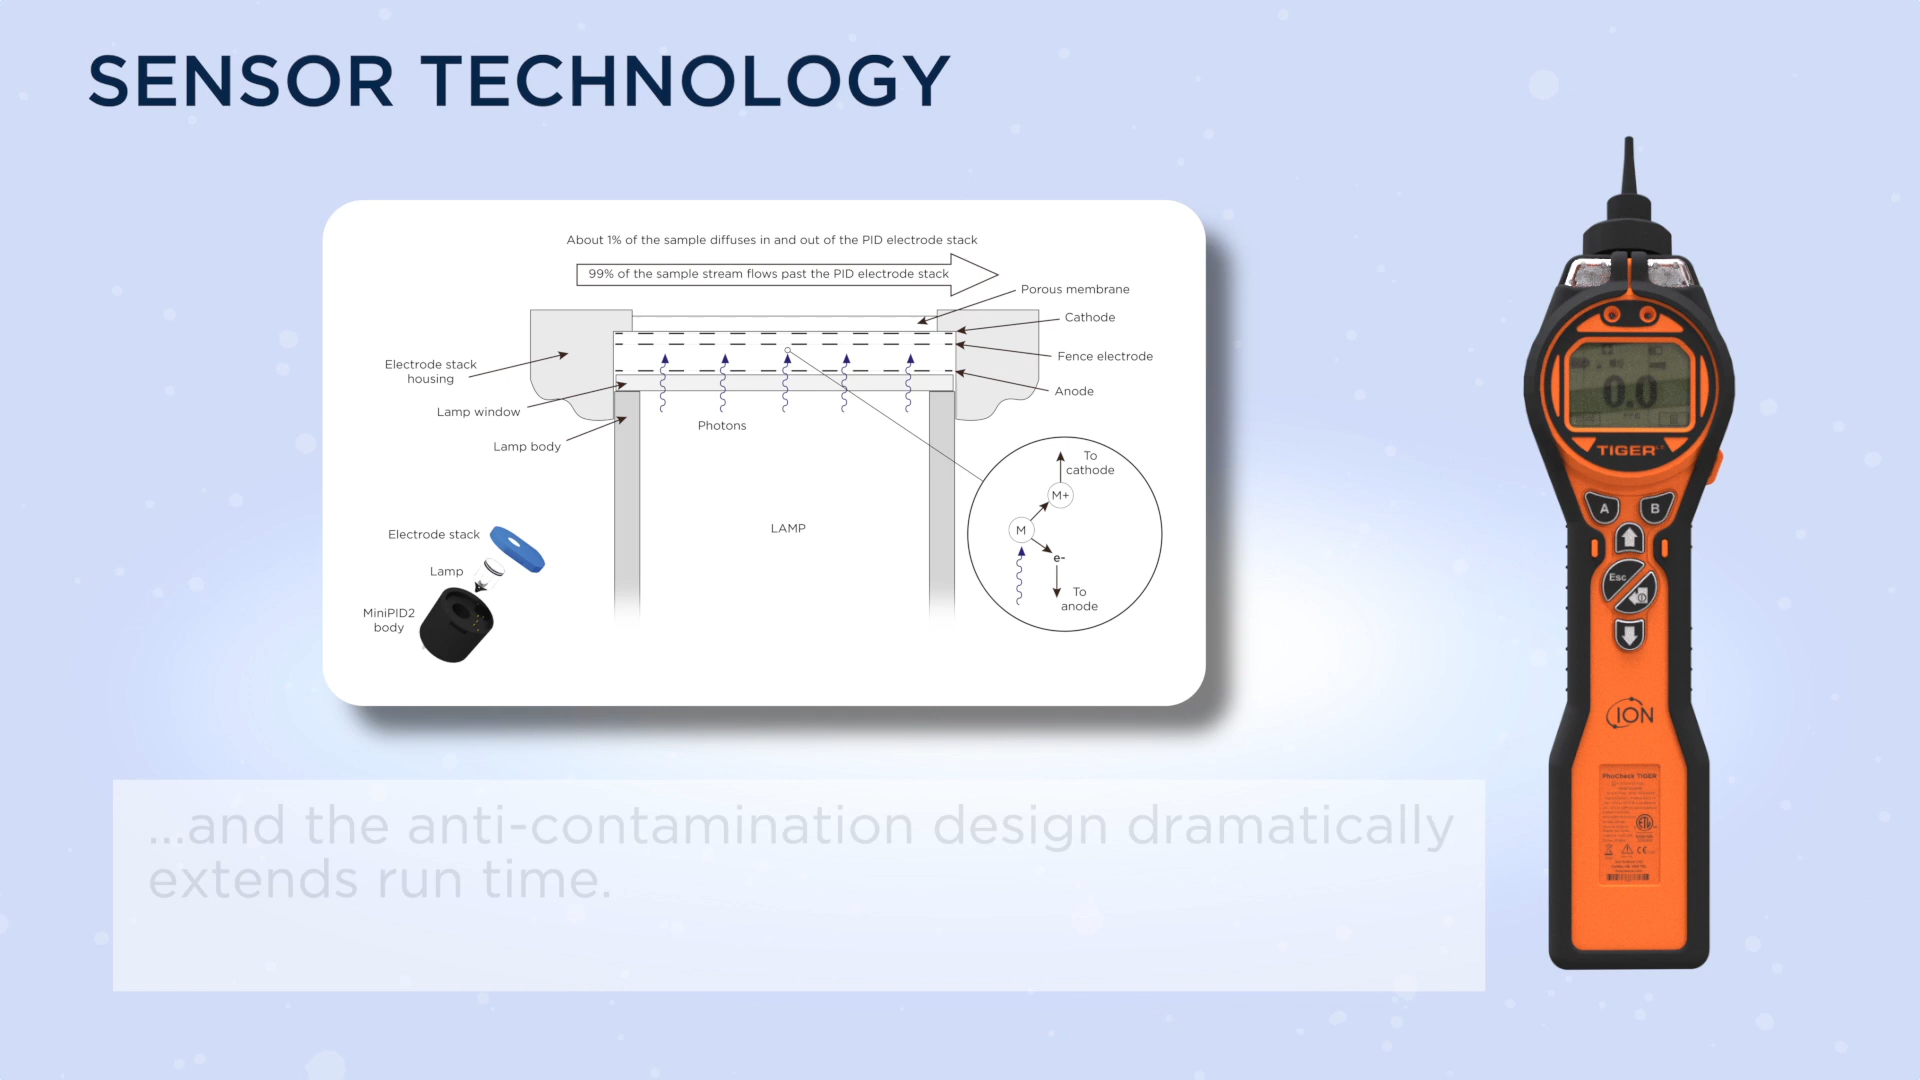 SENSOR TECHNOLOGY
About 1% of the sample diffuses in and out of the PID electrode stack
99% of the sample stream flows past the PID electrode stack
Porous membrane
Cathode
Fence electrode
Anode
Electrode stack
housing
Lamp window
Lamp body
Photons
LAMP
To
cathode
M+
M
e-
To
anode
Electrode stack
Lamp
MiniPID2
body
0.0
TIGER
A
B
Esc
ION
PhoCheck TIGER
...and the anti-contamination design dramatically
extends run time.